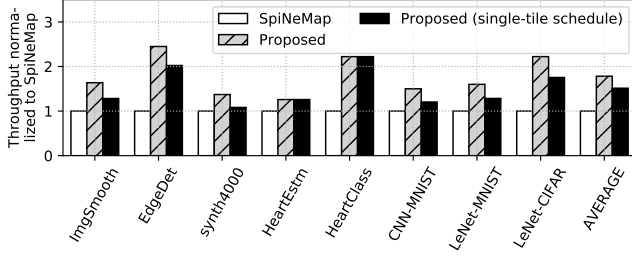 Throughput norma-
lized to SpiNeMap
3
2
1
0
SpiNeMap
Proposed
Proposed (single-tile schedule)
ImgSmooth
EdgeDet
synth4000
HeartEstm
HeartClass
CNN-MNIST
LeNet-MNIST
LeNet-CIFAR
AVERAGE